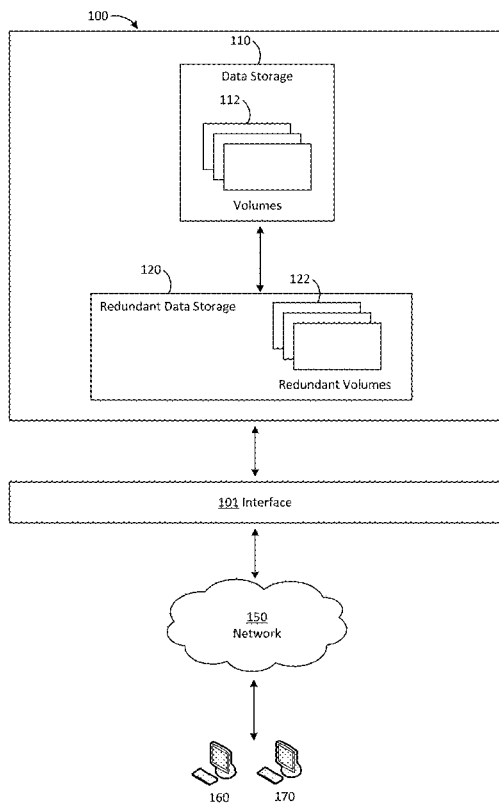 100
110
Data Storage
112
Volumes
120
122
Redundant Data Storage
Redundant Volumes
101 Interface
150
Network
160
170